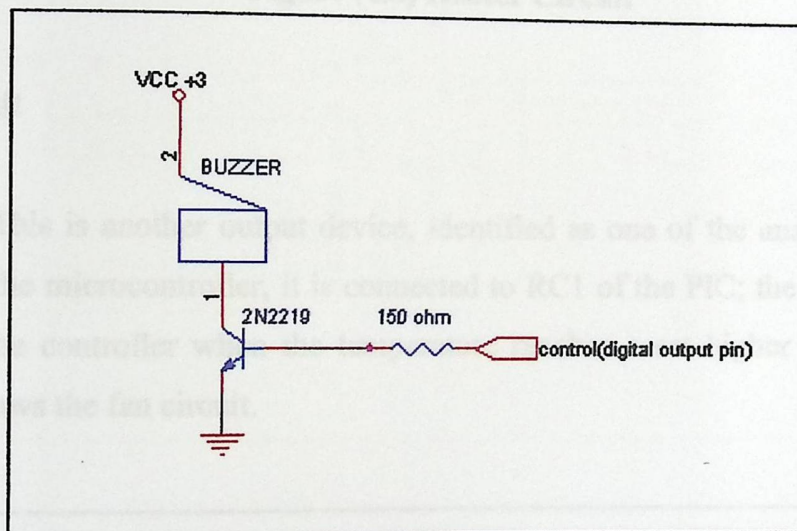 VCC +3
2
BUZZER
1
2N2219
150 ohm
control(digital output pin)
This is another output device, identified as one of the
the microcontroller, it is connected to RC1 of the PIC; the
controller when the
the fan circuit.